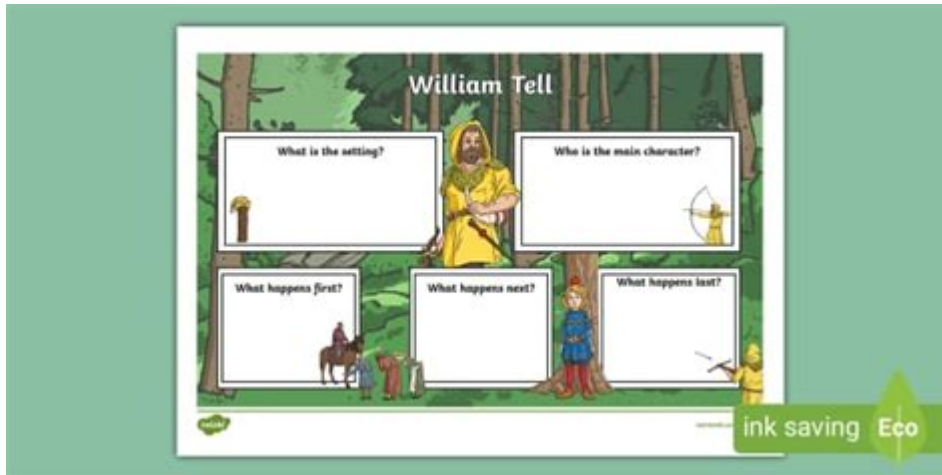 William Tell
What is the setting?
Who is the main character?
What happens first?
What happens next?
What happens last?
twinkl
ink saving
Eco